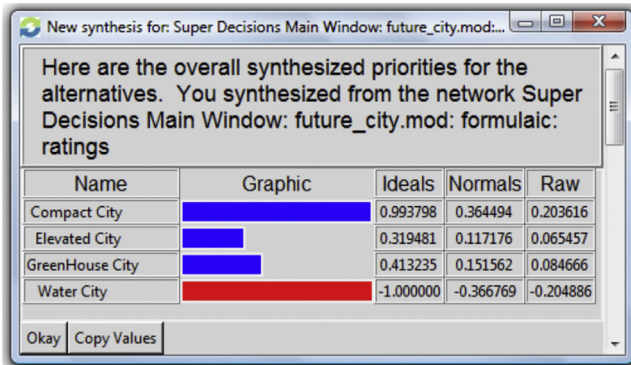 New synthesis for: Super Decisions Main Window: future_city.mod:...
Here are the overall synthesized priorities for the
alternatives. You synthesized from the network Super
Decisions Main Window: future_city.mod: formulaic:
ratings
Name Graphic Ideals Normals Raw
Compact City 0.993798 0.364494 0.203616
Elevated City 0.319481 0.117176 0.065457
GreenHouse City 0.413235 0.151562 0.084666
Water City -1.000000 -0.366769 -0.204886
Okay Copy Values